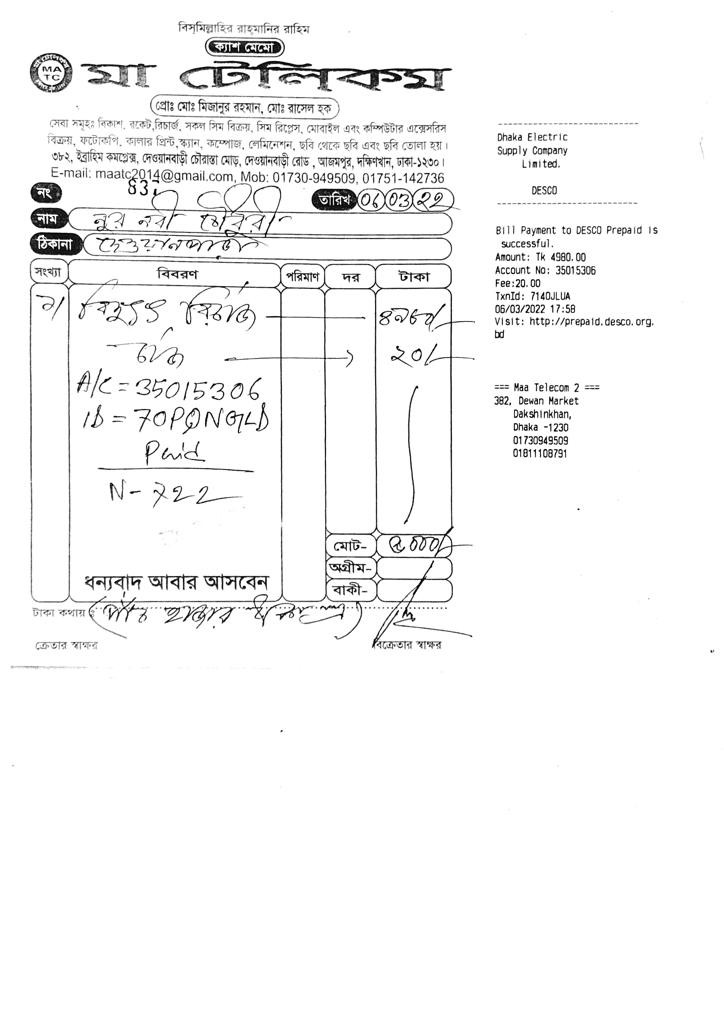 বিস্‌মিল্লাহির রাহ্‌মানির রাহিম
ক্যাশ মেমো
MA
TC
মা টেলিকম
প্রোঃ মোঃ মিজানুর রহমান, মোঃ রাসেল হক
সেবা সমূহঃ বিকাশ, রকেট,রিচার্জ, সকল সিম বিক্রয়, সিম রিপ্লেস, মোবাইল এবং কম্পিউটার এক্সেসরিস
বিক্রয়, ফটোকপি, কালার প্রিন্ট,স্ক্যান, কম্পোজ, লেমিনেশন, ছবি থেকে ছবি এবং ছবি তোলা হয়।
৩৮২, ইব্রাহিম কমপ্লেক্স, দেওয়ানবাড়ী চৌরাস্তা মোড়, দেওয়ানবাড়ী রোড, আজমপুর, দক্ষিণখান, ঢাকা-১২৩০।
E-mail: maatc2014@gmail.com, Mob: 01730-949509, 01751-142736
নং 83 তারিখ 06 03 22
নাম নুর নবী চৌধুরী
ঠিকানা
সংখ্যা বিবরণ পরিমাণ দর টাকা
১/ বিদ্যুৎ রিচার্জ ৪৯৮০/-
চার্জ ২০/-
A/C = 35015306
ID = 70PQNGLD
Paid
N-722
মোট- ৫০০০/-
অগ্রীম-
ধন্যবাদ আবার আসবেন
বাকী-
টাকা কথায় ঃ (পাঁচ হাজার টাকা মাত্র)
ক্রেতার স্বাক্ষর বিক্রেতার স্বাক্ষর
Dhaka Electric
Supply Company
Limited.
DESCO
Bill Payment to DESCO Prepaid is
successful.
Amount: Tk 4980.00
Account No: 35015306
Fee:20.00
TxnId: 7140JLUA
06/03/2022 17:58
Visit: http://prepaid.desco.org.
bd
=== Maa Telecom 2 ===
382, Dewan Market
Dakshinkhan,
Dhaka -1230
01730949509
01811108791